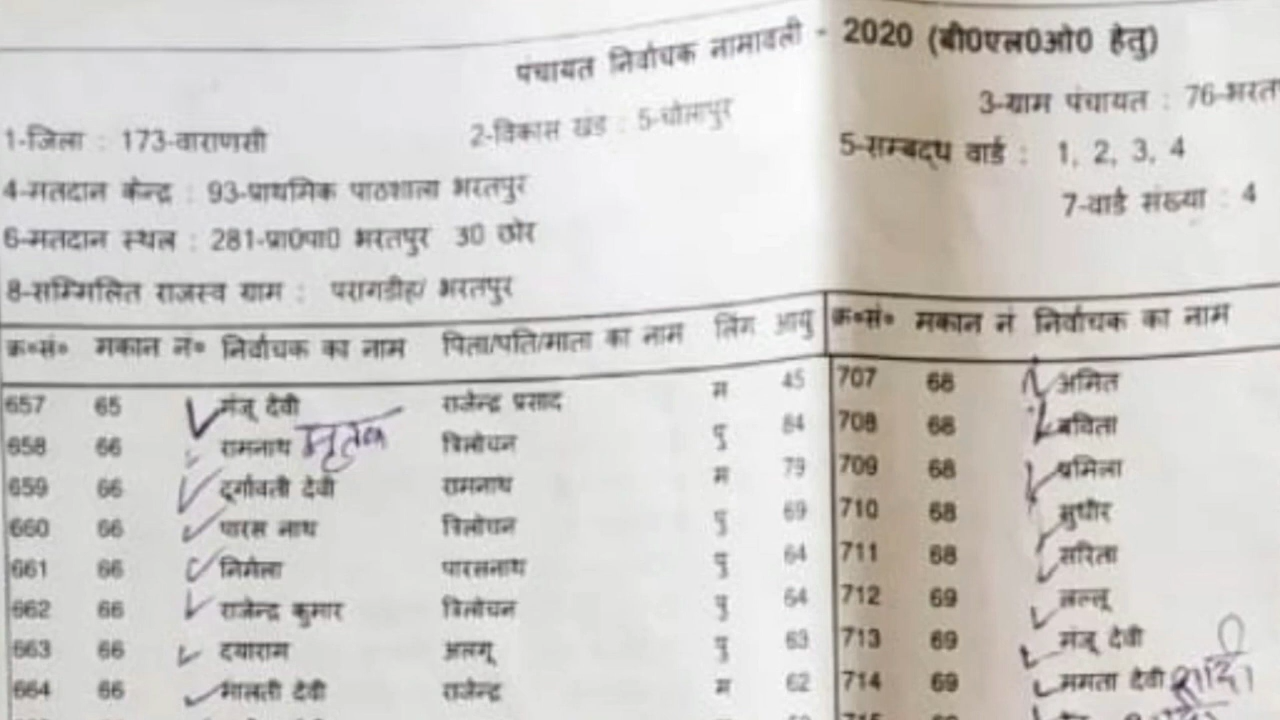 पंचायत निर्वाचक नामावली - 2020 (बी0एल0ओ0 हेतु)
1-जिला : 173-वाराणसी
2-विकास खंड : 5-चोलापुर
3-ग्राम पंचायत : 76-भरतप
4-मतदान केन्द्र : 93-प्राथमिक पाठशाला भरतपुर
5-सम्बद्ध वार्ड : 1, 2, 3, 4
6-मतदान स्थल : 281-प्रा0पा0 भरतपुर उ0 छोर
7-वार्ड संख्या : 4
8-सम्मिलित राजस्व ग्राम : परागडीह/ भरतपुर
क्र०सं० मकान नं० निर्वाचक का नाम पिता/पति/माता का नाम लिंग आयु
657 65 मंजू देवी राजेन्द्र प्रसाद म 45
658 66 रामनाथ मृतक त्रिलोचन पु 84
659 66 दूर्गावती देवी रामनाथ म 79
660 66 पारस नाथ त्रिलोचन पु 69
661 66 निर्मला पारसनाथ पु 64
662 66 राजेन्द्र कुमार त्रिलोचन पु 64
663 66 दयाराम अलगू पु 63
664 66 मालती देवी राजेन्द्र म 62
क्र०सं० मकान नं निर्वाचक का नाम
707 68 अमित
708 68 बविता
709 68 प्रमिला
710 68 सुधीर
711 68 सरिता
712 69 लल्लू
713 69 मंजू देवी
714 69 ममता देवी शादी